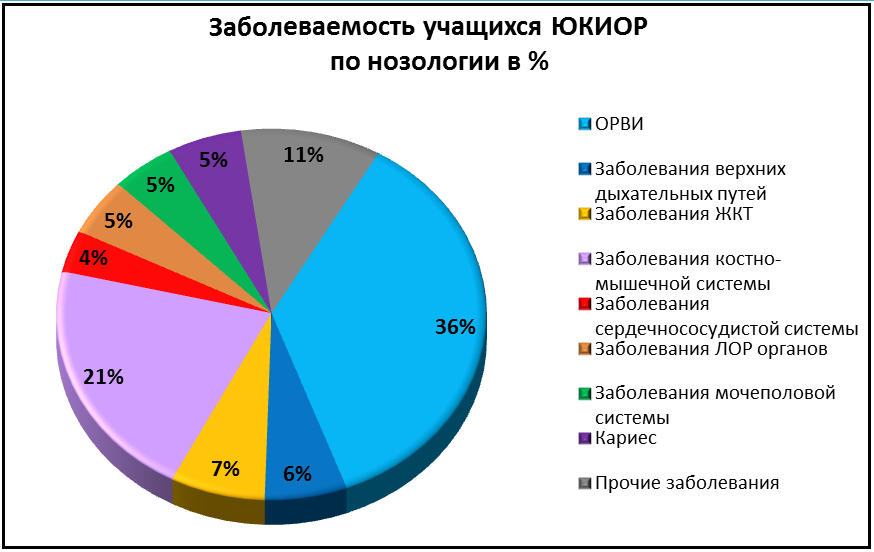 Заболеваемость учащихся ЮКИОР
по нозологии в %
11%
5%
5%
5%
4%
36%
21%
7%
6%
ОРВИ
Заболевания верхних
дыхательных путей
Заболевания ЖКТ
Заболевания костно-
мышечной системы
Заболевания
сердечнососудистой системы
Заболевания ЛОР органов
Заболевания мочеполовой
системы
Кариес
Прочие заболевания